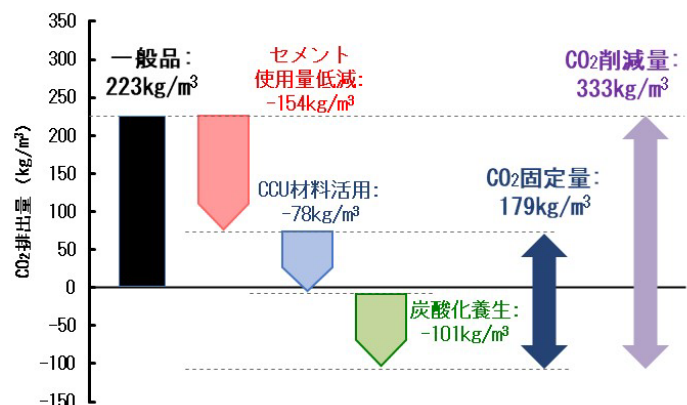 CO₂排出量 (kg/m³)
350
300
250
200
150
100
50
0
-50
-100
-150
一般品:
223kg/m³
セメント
使用量低減:
-154kg/m³
CCU材料活用:
-78kg/m³
炭酸化養生:
-101kg/m³
CO₂固定量:
179kg/m³
CO₂削減量:
333kg/m³